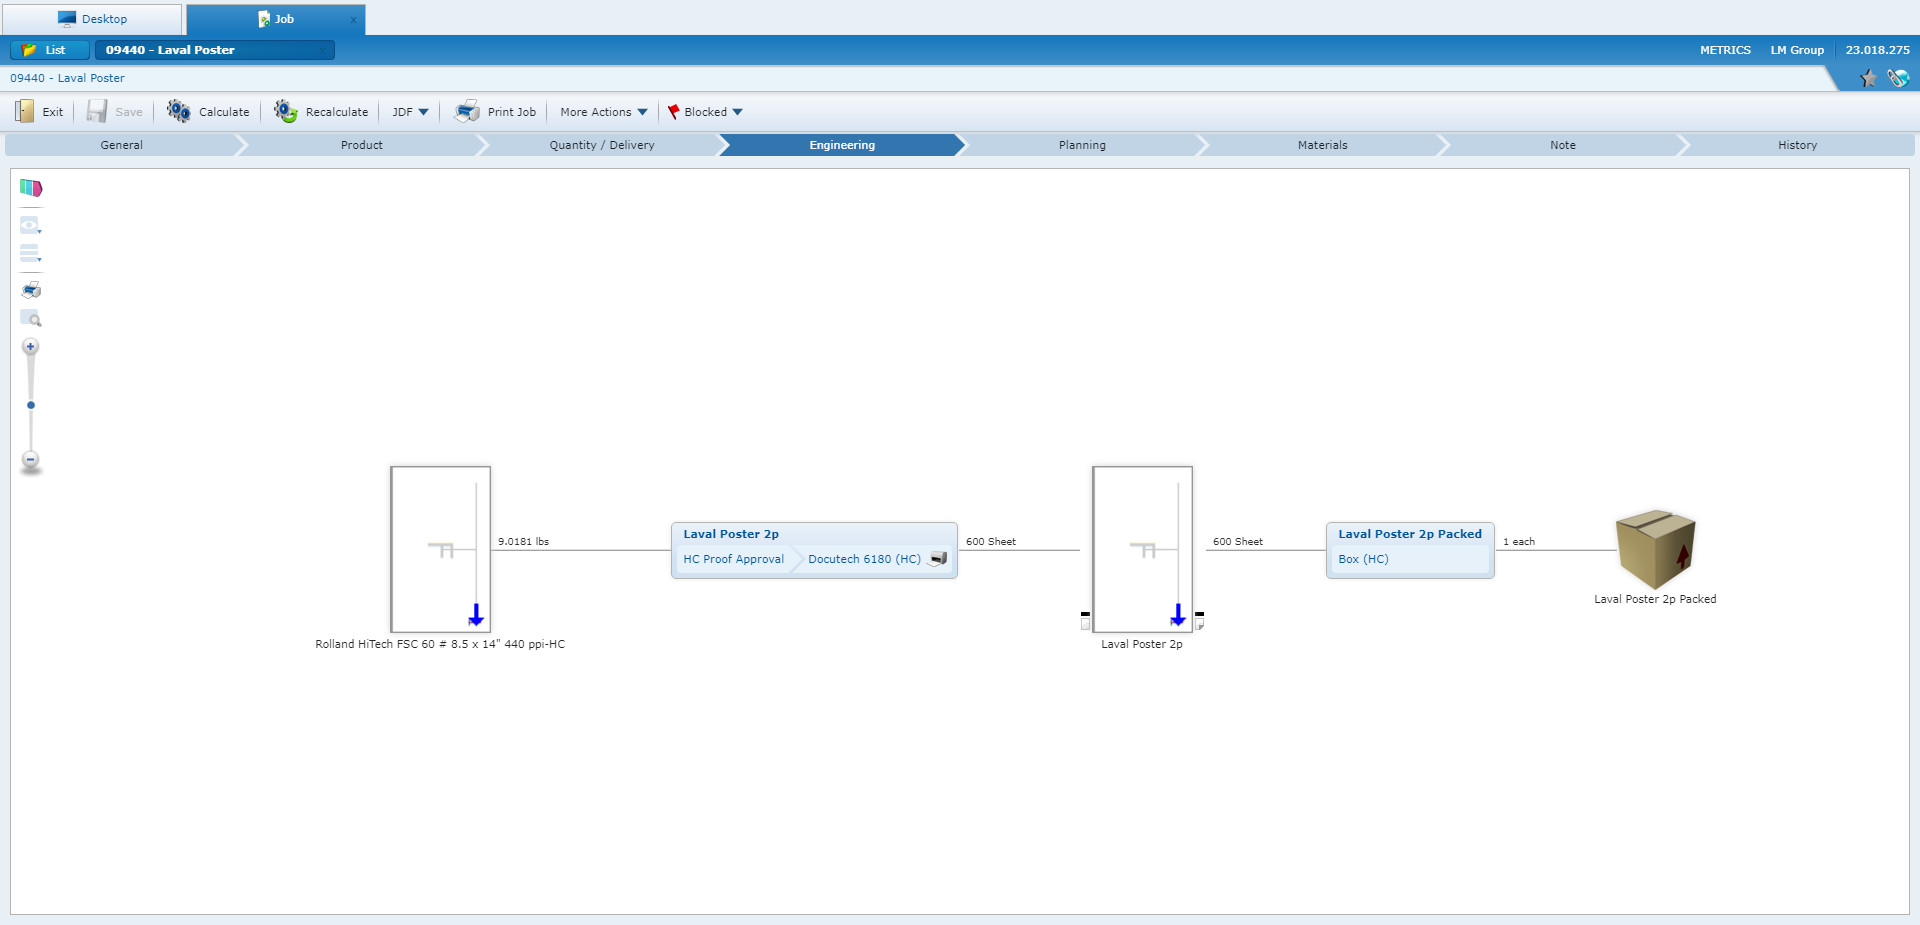 Desktop
Job
x
List
09440 - Laval Poster
x
METRICS
LM Group
23.018.275
09440 - Laval Poster
Exit
Save
Calculate
Recalculate
JDF
Print Job
More Actions
Blocked
General
Product
Quantity / Delivery
Engineering
Planning
Materials
Note
History
9.0181 lbs
Laval Poster 2p
HC Proof Approval
Docutech 6180 (HC)
600 Sheet
600 Sheet
Laval Poster 2p Packed
Box (HC)
1 each
Laval Poster 2p Packed
Rolland HiTech FSC 60 # 8.5 x 14" 440 ppi-HC
Laval Poster 2p